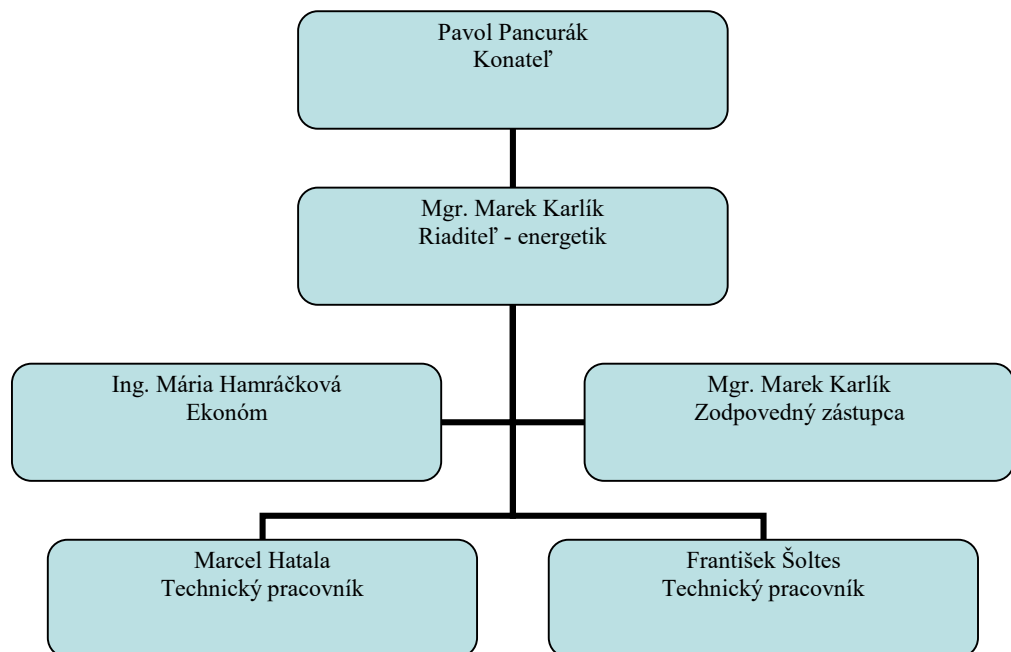 Pavol Pancurák
Konateľ
Mgr. Marek Karlík
Riaditeľ - energetik
Ing. Mária Hamráčková
Ekonóm
Mgr. Marek Karlík
Zodpovedný zástupca
Marcel Hatala
Technický pracovník
František Šoltes
Technický pracovník